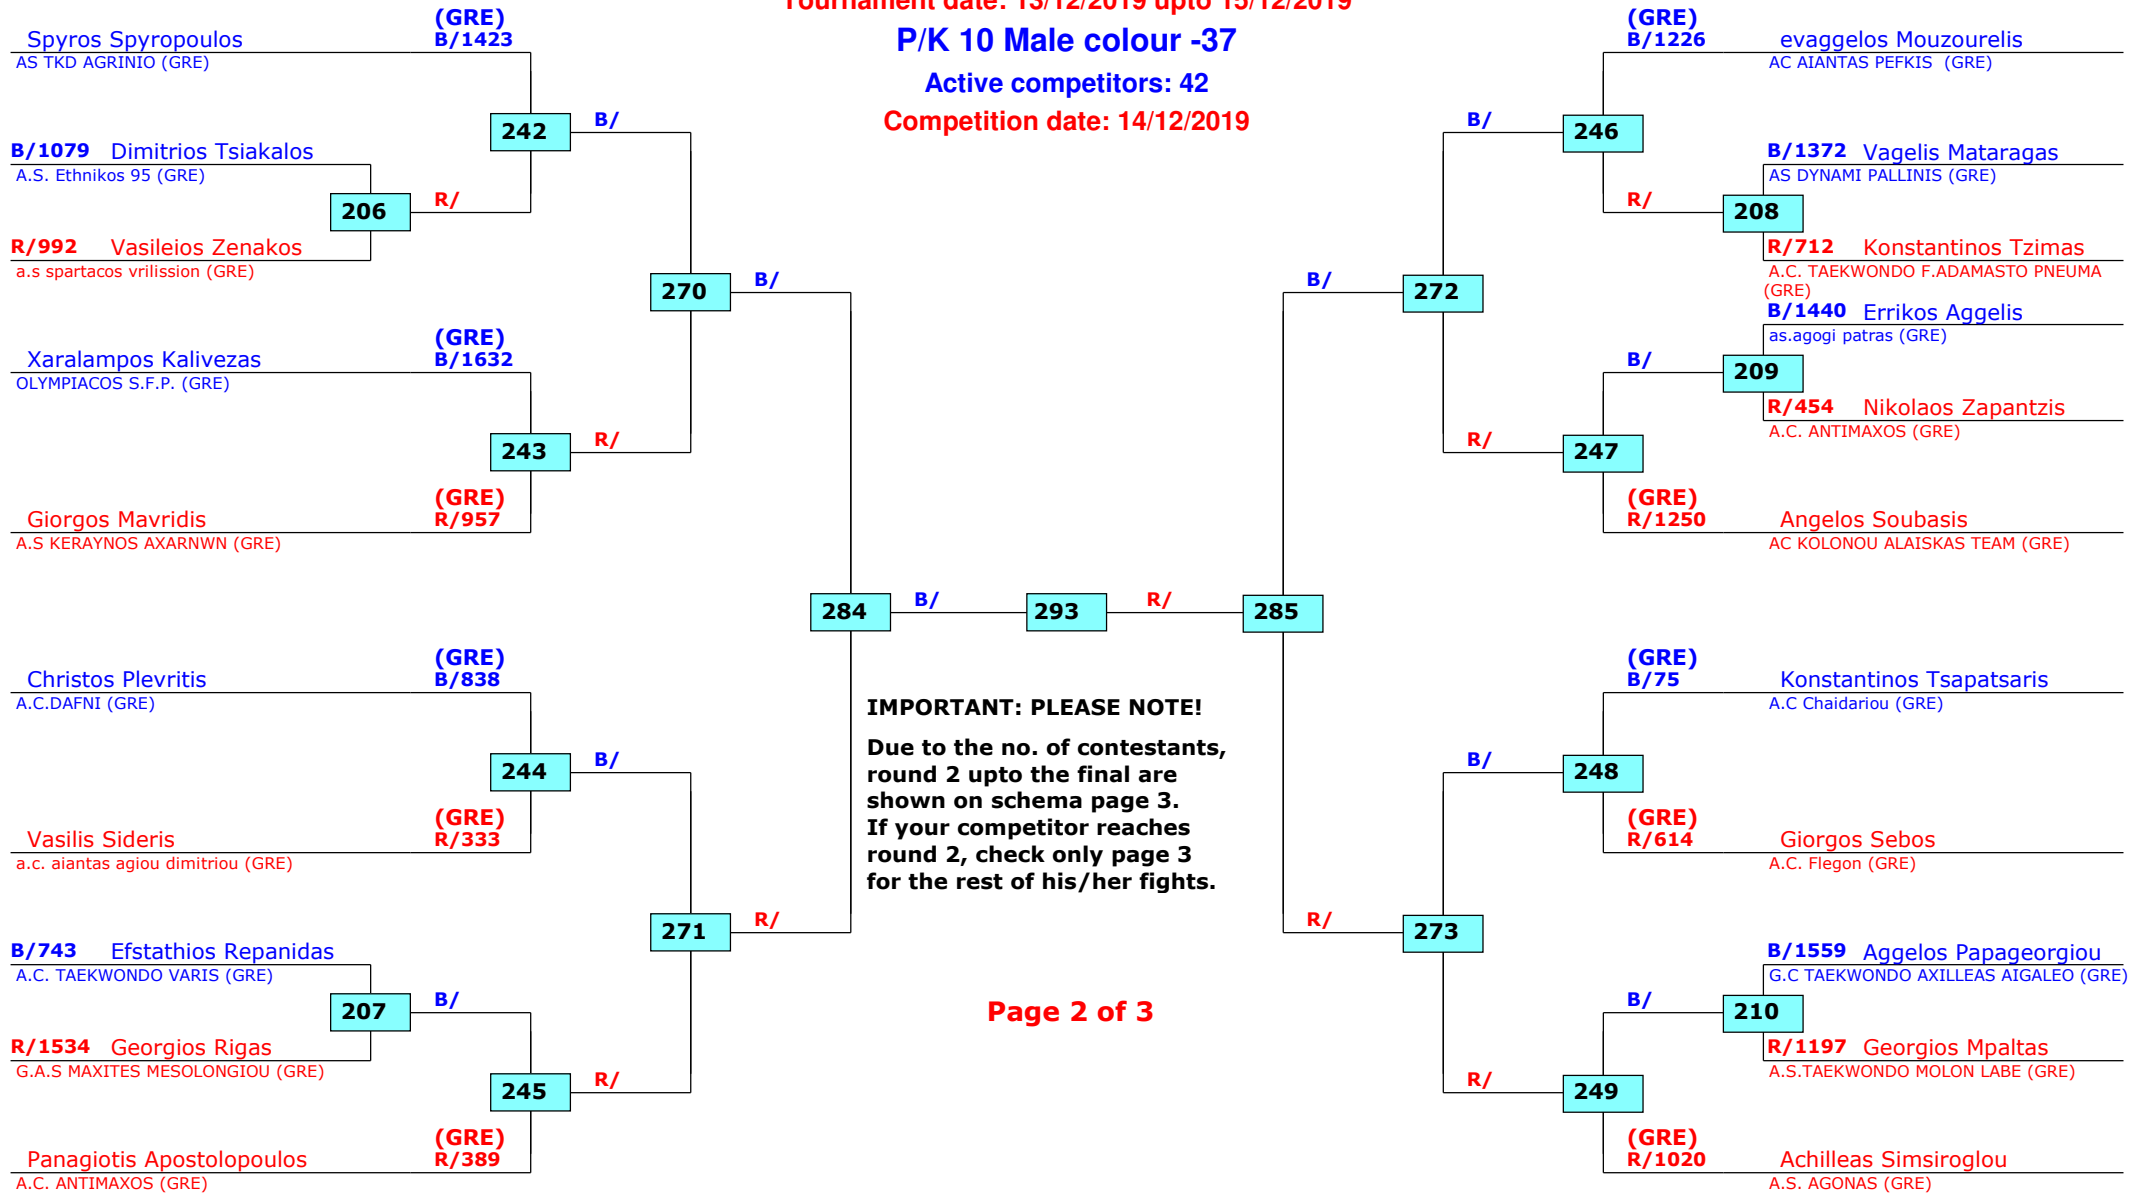 Tournament date: 13/12/2019 upto 15/12/2019
P/K 10 Male colour -37
Active competitors: 42
Competition date: 14/12/2019
(GRE)
Spyros Spyropoulos B/1423
AS TKD AGRINIO (GRE)
242
B/
B/1079 Dimitrios Tsiakalos
A.S. Ethnikos 95 (GRE)
206
R/
R/992 Vasileios Zenakos
a.s spartacos vrilission (GRE)
270
B/
(GRE)
Xaralampos Kalivezas B/1632
OLYMPIACOS S.F.P. (GRE)
243
R/
(GRE)
Giorgos Mavridis R/957
A.S KERAYNOS AXARNWN (GRE)
284
B/
293
R/
285
(GRE)
Christos Plevritis B/838
A.C.DAFNI (GRE)
244
B/
(GRE)
Vasilis Sideris R/333
a.c. aiantas agiou dimitriou (GRE)
271
R/
B/743 Efstathios Repanidas
A.C. TAEKWONDO VARIS (GRE)
207
B/
R/1534 Georgios Rigas
G.A.S MAXITES MESOLONGIOU (GRE)
245
R/
(GRE)
Panagiotis Apostolopoulos R/389
A.C. ANTIMAXOS (GRE)
IMPORTANT: PLEASE NOTE!
Due to the no. of contestants,
round 2 upto the final are
shown on schema page 3.
If your competitor reaches
round 2, check only page 3
for the rest of his/her fights.
Page 2 of 3
(GRE)
B/1226 evaggelos Mouzourelis
AC AIANTAS PEFKIS (GRE)
B/
246
B/1372 Vagelis Mataragas
AS DYNAMI PALLINIS (GRE)
R/
208
R/712 Konstantinos Tzimas
A.C. TAEKWONDO F.ADAMASTO PNEUMA
(GRE)
B/
272
B/1440 Errikos Aggelis
as.agogi patras (GRE)
B/
209
R/454 Nikolaos Zapantzis
A.C. ANTIMAXOS (GRE)
R/
247
(GRE)
R/1250 Angelos Soubasis
AC KOLONOU ALAISKAS TEAM (GRE)
(GRE)
B/75 Konstantinos Tsapatsaris
A.C Chaidariou (GRE)
B/
248
(GRE)
R/614 Giorgos Sebos
A.C. Flegon (GRE)
R/
273
B/1559 Aggelos Papageorgiou
G.C TAEKWONDO AXILLEAS AIGALEO (GRE)
B/
210
R/1197 Georgios Mpaltas
A.S.TAEKWONDO MOLON LABE (GRE)
R/
249
(GRE)
R/1020 Achilleas Simsiroglou
A.S. AGONAS (GRE)